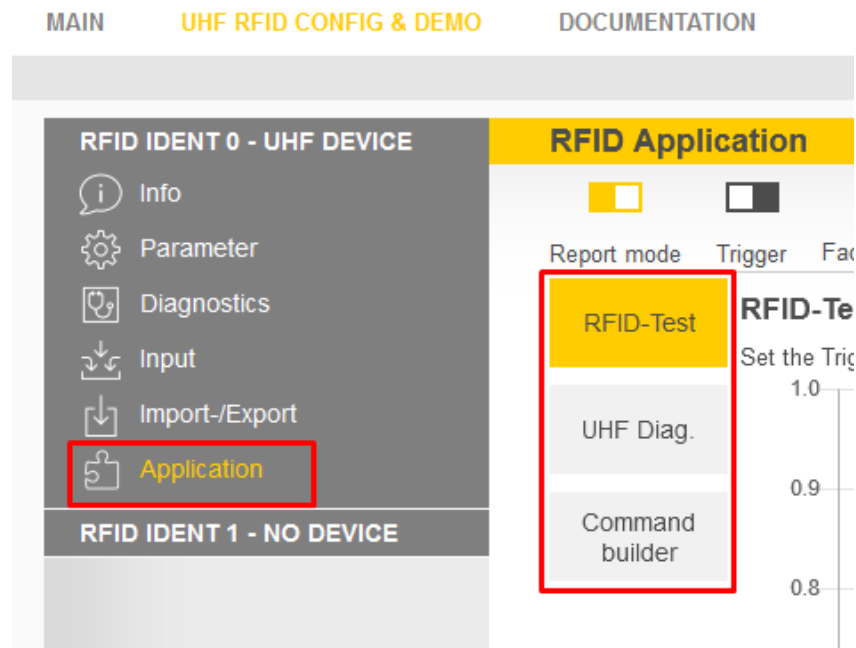 MAIN UHF RFID CONFIG & DEMO DOCUMENTATION
RFID IDENT 0 - UHF DEVICE
Info
Parameter
Diagnostics
Input
Import-/Export
Application
RFID IDENT 1 - NO DEVICE
RFID Application
Report mode Trigger
RFID-Test
UHF Diag.
Command
builder
Set the
1.0
0.9
0.8